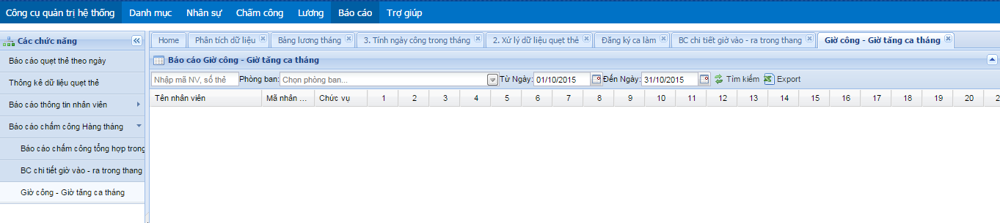 Công cụ quản trị hệ thống Danh mục Nhân sự Chấm công Lương Báo cáo Trợ giúp
Các chức năng
Home Phân tích dữ liệu Bảng lương tháng 3. Tính ngày công trong tháng 2. Xử lý dữ liệu quẹt thẻ Đăng ký ca làm BC chi tiết giờ vào - ra trong thang Giờ công - Giờ tăng ca tháng
Báo cáo quẹt thẻ theo ngày
Thống kê dữ liệu quẹt thẻ
Báo cáo thông tin nhân viên
Báo cáo chấm công Hàng tháng
Báo cáo chấm công tổng hợp trong
BC chi tiết giờ vào - ra trong thang
Giờ công - Giờ tăng ca tháng
Báo cáo Giờ công - Giờ tăng ca tháng
Nhập mã NV, số thẻ Phòng ban: Chọn phòng ban... Từ Ngày: 01/10/2015 Đến Ngày: 31/10/2015 Tìm kiếm Export
Tên nhân viên Mã nhân ... Chức vụ 1 2 3 4 5 6 7 8 9 10 11 12 13 14 15 16 17 18 19 20